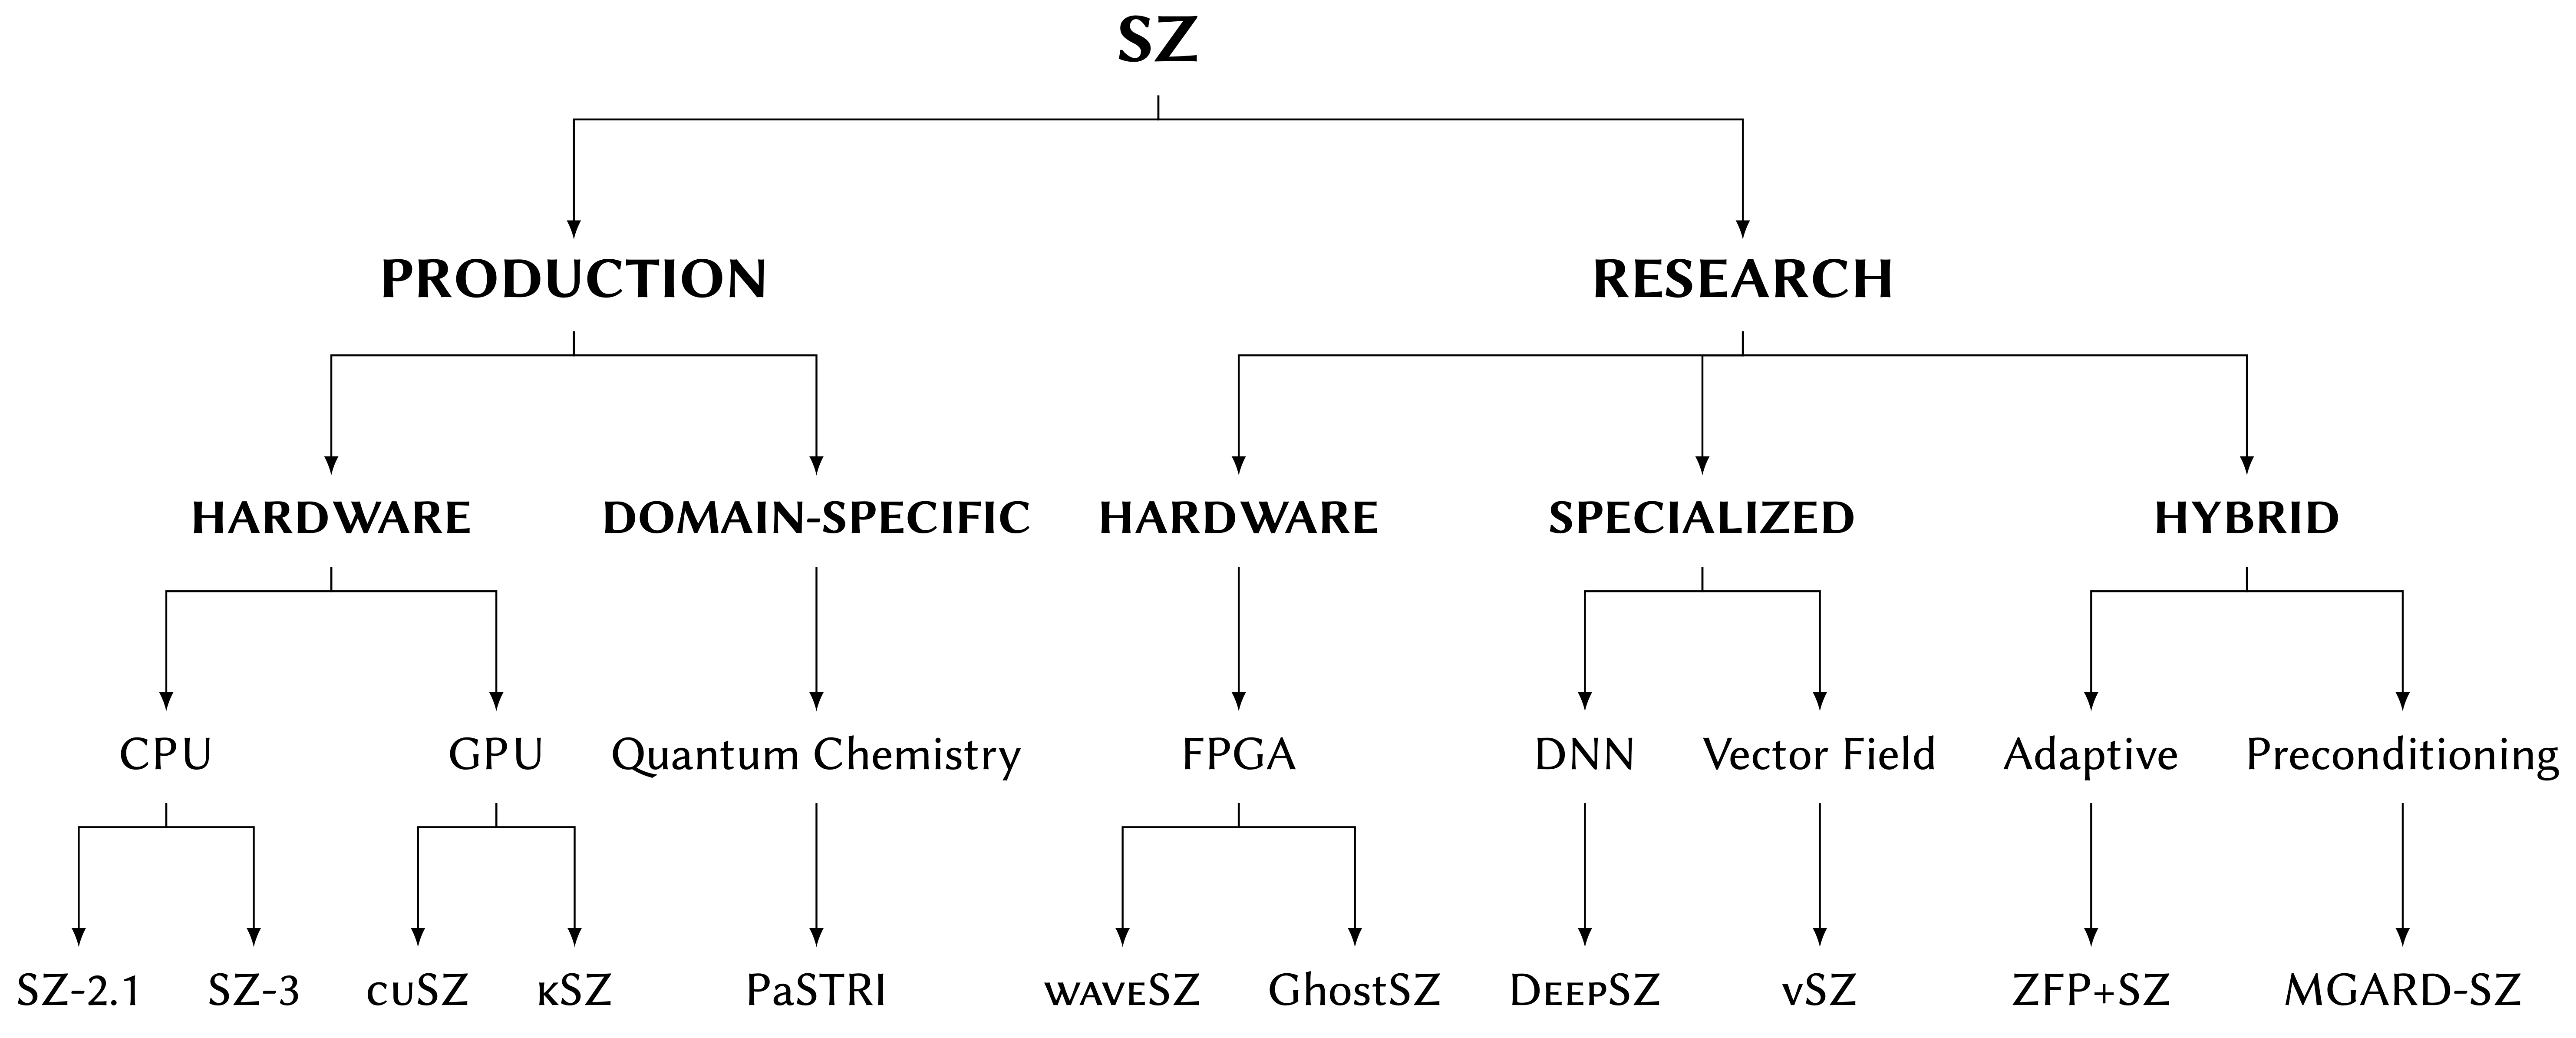 SZ
PRODUCTION RESEARCH
HARDWARE DOMAIN-SPECIFIC HARDWARE SPECIALIZED HYBRID
CPU GPU Quantum Chemistry FPGA DNN Vector Field Adaptive Preconditioning
SZ-2.1 SZ-3 cuSZ κSZ PaSTRI waveSZ GhostSZ DeepSZ vSZ ZFP+SZ MGARD-SZ